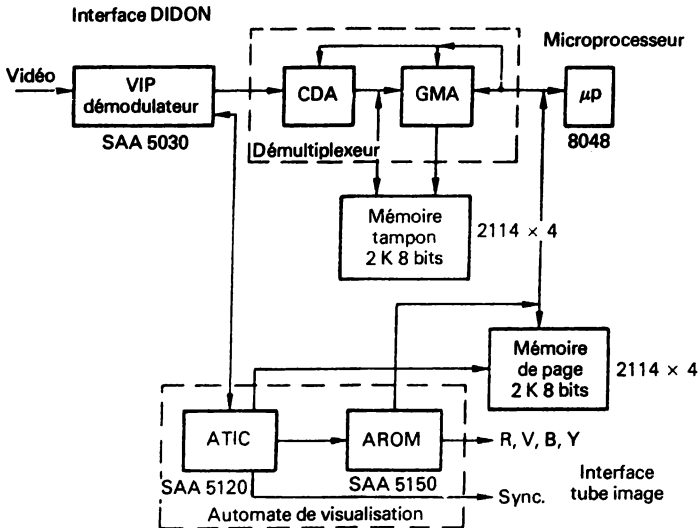 Interface DIDON
Microprocesseur
Vidéo
VIP
démodulateur
SAA 5030
CDA
GMA
Démultiplexeur
µp
8048
Mémoire
tampon
2 K 8 bits
2114 × 4
Mémoire
de page
2 K 8 bits
2114 × 4
ATIC
SAA 5120
AROM
SAA 5150
R, V, B, Y
Sync.
Interface
tube image
Automate de visualisation